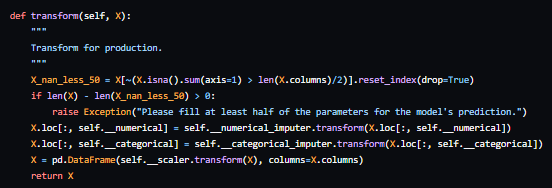 def transform(self, X):
    """
    Transform for production.
    """
    X_nan_less_50 = X[~(X.isna().sum(axis=1) > len(X.columns)/2)].reset_index(drop=True)
    if len(X) - len(X_nan_less_50) > 0:
        raise Exception("Please fill at least half of the parameters for the model's prediction.")
    X.loc[:, self.__numerical] = self.__numerical_imputer.transform(X.loc[:, self.__numerical])
    X.loc[:, self.__categorical] = self.__categorical_imputer.transform(X.loc[:, self.__categorical])
    X = pd.DataFrame(self.__scaler.transform(X), columns=X.columns)
    return X